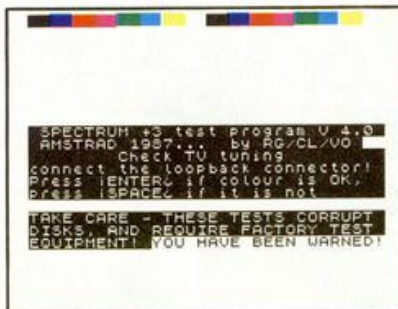 SPECTRUM +3 test program V 4.0
AMSTRAD 1987... by RG/CL/VO
Check TV tuning
connect the loopback connector!
Press [ENTER] if colour is OK,
press [SPACE] if it is not
TAKE CARE - THESE TESTS CORRUPT
DISKS, AND REQUIRE FACTORY TEST
EQUIPMENT! YOU HAVE BEEN WARNED!